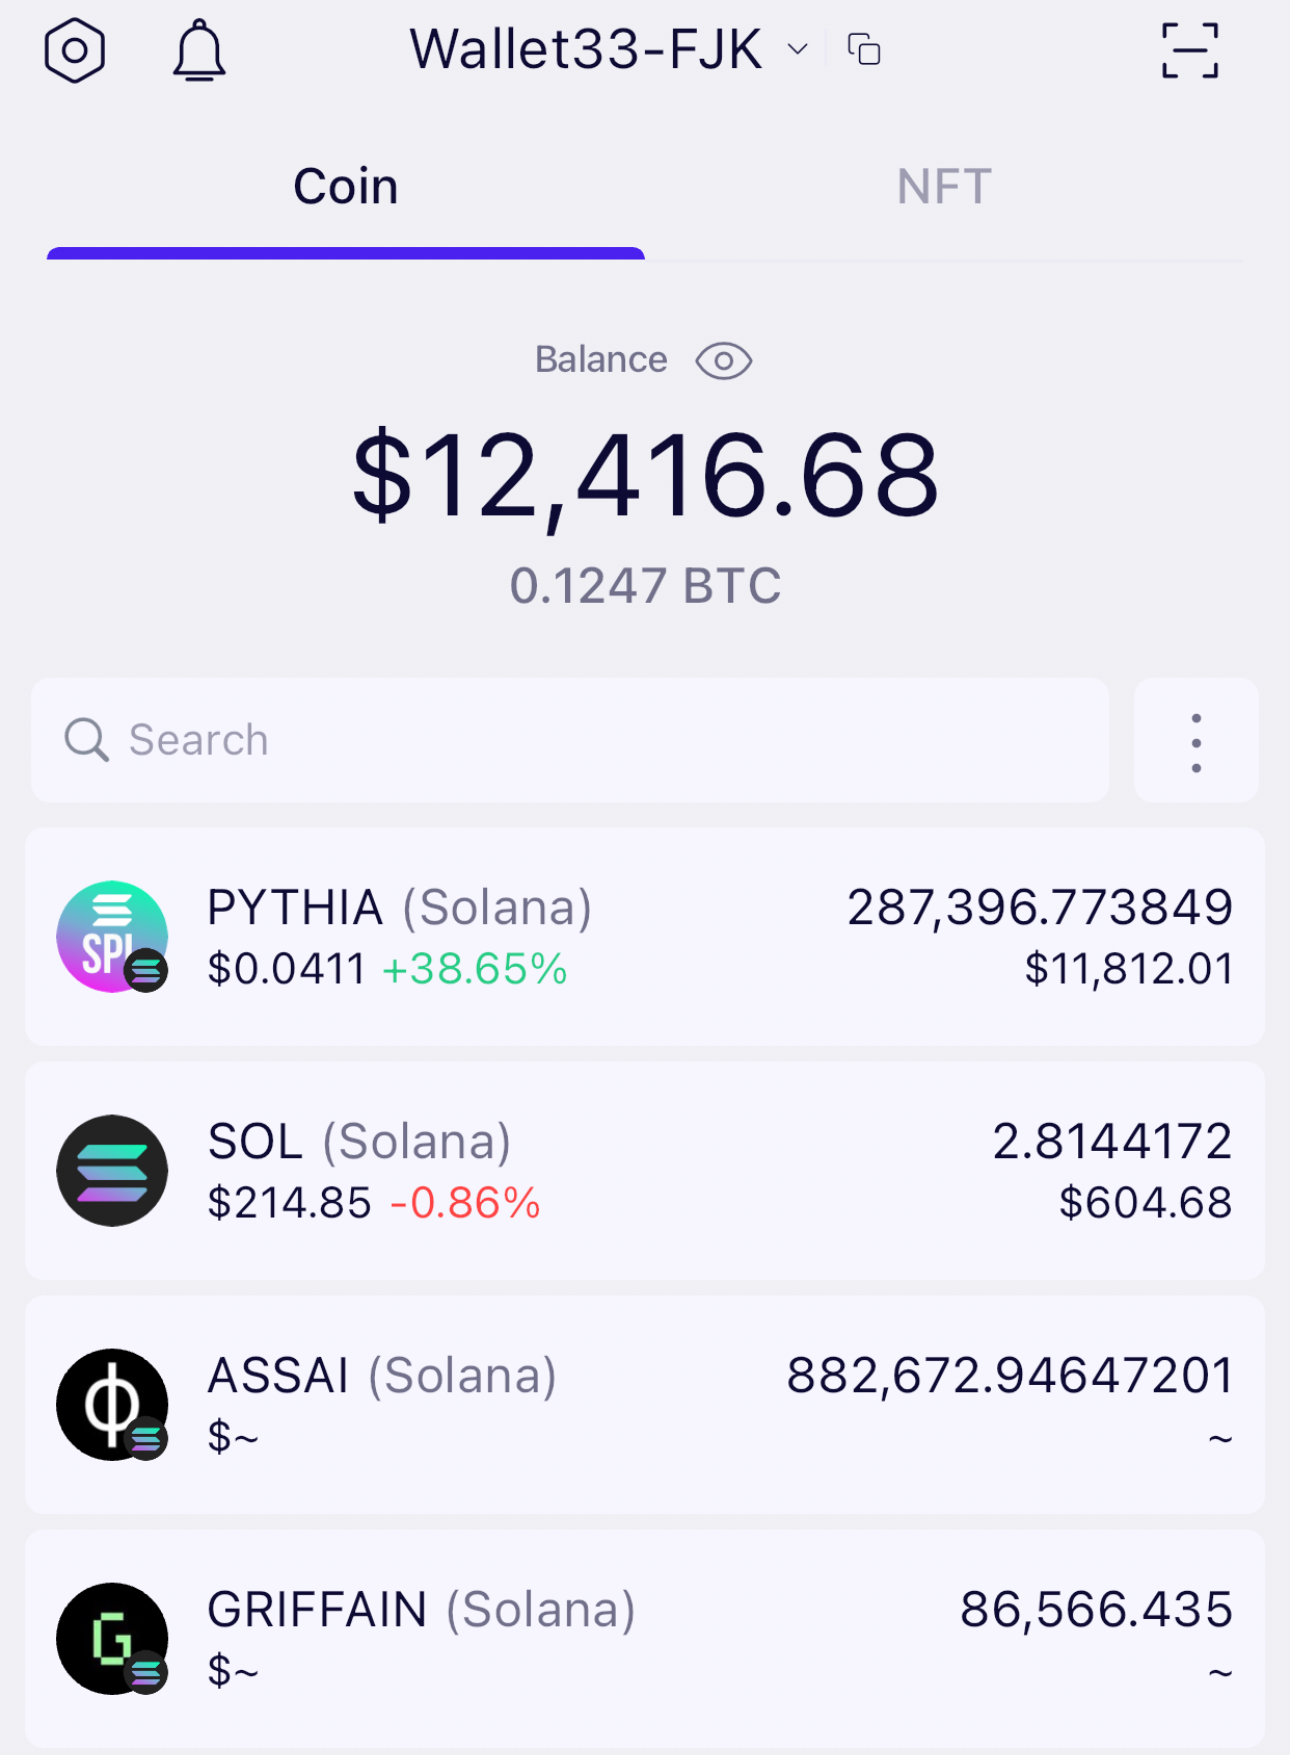 Wallet33-FJK
Coin
NFT
Balance
$12,416.68
0.1247 BTC
Search
PYTHIA (Solana)
287,396.773849
$0.0411 +38.65%
$11,812.01
SPL
SOL (Solana)
2.8144172
$214.85 -0.86%
$604.68
ASSAI (Solana)
882,672.94647201
$~
~
GRIFFAIN (Solana)
86,566.435
$~
~
G